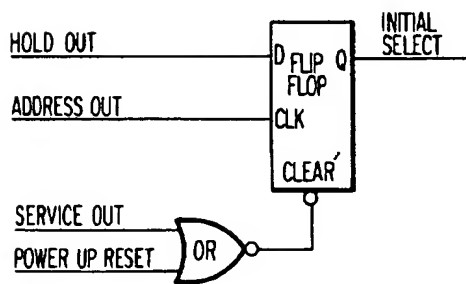 HOLD OUT
ADDRESS OUT
D FLIP Q
FLOP
CLK
CLEAR'
INITIAL
SELECT
SERVICE OUT
POWER UP RESET
OR